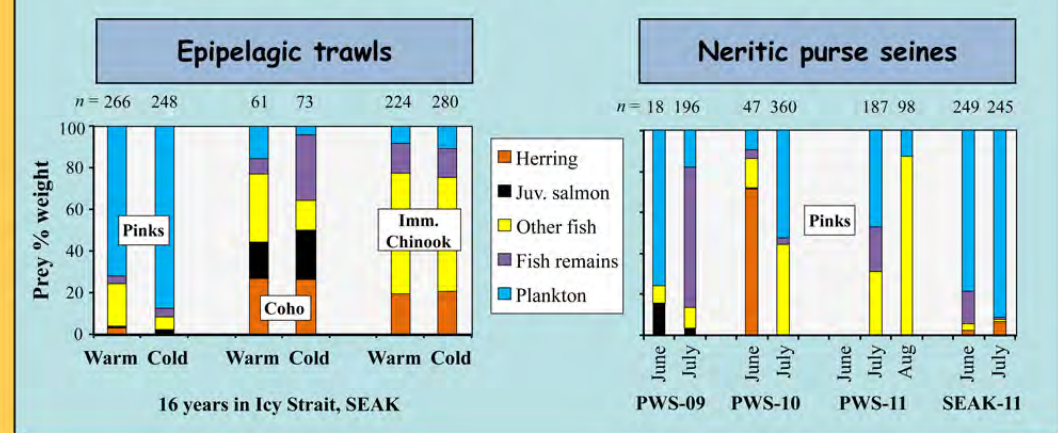 Epipelagic trawls
n = 266 248 61 73 224 280
Prey % weight
100
80
60
40
20
0
Pinks
Coho
Imm.
Chinook
Warm Cold Warm Cold Warm Cold
16 years in Icy Strait, SEAK
Herring
Juv. salmon
Other fish
Fish remains
Plankton
Neritic purse seines
n = 18 196 47 360 187 98 249 245
Pinks
June July June July June July Aug June July
PWS-09 PWS-10 PWS-11 SEAK-11